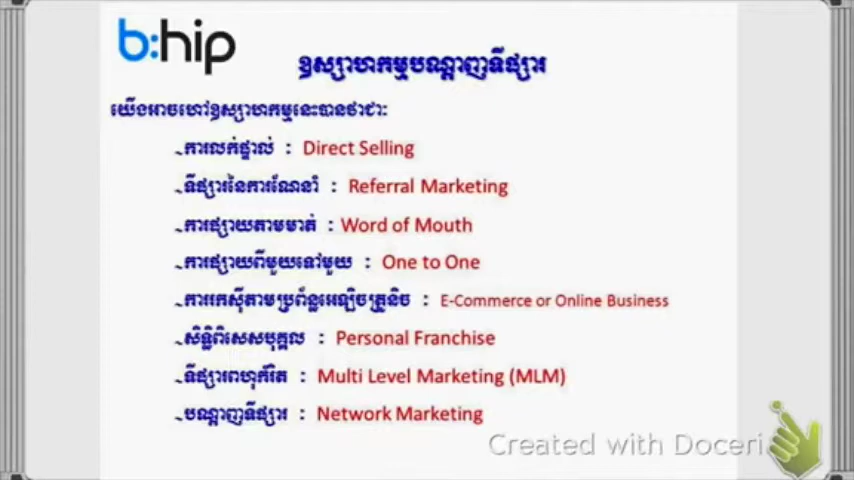 b:hip
ឧស្សាហកម្មបណ្តាញទីផ្សារ
យើងអាចហៅឧស្សាហកម្មនេះបានថាជា:
-ការលក់ផ្ទាល់ : Direct Selling
-ទីផ្សារនៃការណែនាំ : Referral Marketing
-ការផ្សាយតាមមាត់ : Word of Mouth
-ការផ្សាយពីមួយទៅមួយ : One to One
-ការរកស៊ីតាមប្រព័ន្ធអេឡិចត្រូនិច : E-Commerce or Online Business
-សិទ្ធិពិសេសបុគ្គល : Personal Franchise
-ទីផ្សារពហុកំរិត : Multi Level Marketing (MLM)
-បណ្តាញទីផ្សារ : Network Marketing
Created with Doceri